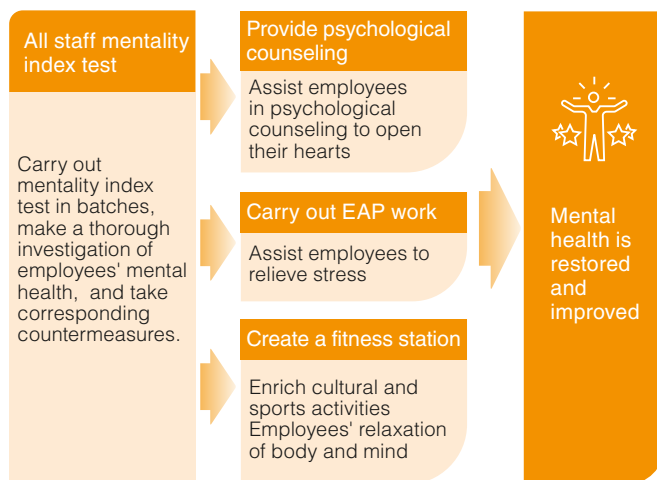 All staff mentality
index test
Carry out
mentality index
test in batches,
make a thorough
investigation of
employees' mental
health, and take
corresponding
countermeasures.
Provide psychological
counseling
Assist employees
in psychological
counseling to open
their hearts
Carry out EAP work
Assist employees to
relieve stress
Create a fitness station
Enrich cultural and
sports activities
Employees' relaxation
of body and mind
Mental
health is
restored
and
improved